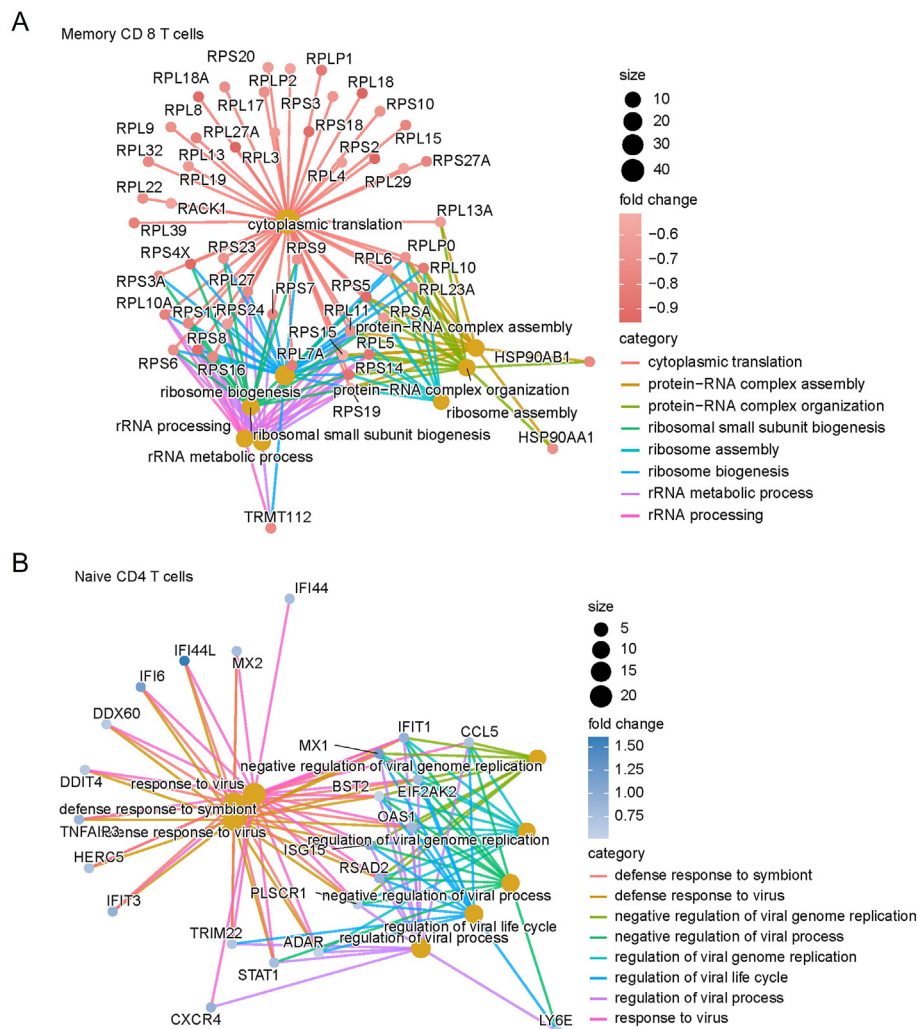 A
Memory CD 8 T cells
RPS20
RPLP1
RPL18A
RPLP2
RPL18
RPL8
RPL17
RPS3
RPS10
RPL9
RPL27A
RPS18
RPL15
RPL32
RPL13
RPL3
RPS2
RPS27A
RPL19
RPL4
RPL29
RPL22
RACK1
RPL13A
RPL39
cytoplasmic translation
RPS4X
RPS23
RPS9
RPLP0
RPL6
RPL10
RPS3A
RPL27
RPS7
RPS5
RPL23A
RPL10A
RPS24
RPL11
RPSA
RPS15
protein−RNA complex assembly
RPS8
RPL7A
RPL5
HSP90AB1
RPS6
RPS16
RPS14
ribosome biogenesis
protein−RNA complex organization
RPS19
ribosome assembly
rRNA processing
ribosomal small subunit biogenesis
HSP90AA1
rRNA metabolic process
TRMT112
size
10
20
30
40
fold change
−0.6
−0.7
−0.8
−0.9
category
cytoplasmic translation
protein−RNA complex assembly
protein−RNA complex organization
ribosomal small subunit biogenesis
ribosome assembly
ribosome biogenesis
rRNA metabolic process
rRNA processing
B
Naive CD4 T cells
IFI44
IFI44L
MX2
IFI6
DDX60
IFIT1
CCL5
MX1
negative regulation of viral genome replication
DDIT4
response to virus
BST2
EIF2AK2
defense response to symbiont
OAS1
TNFAIP3
defense response to virus
regulation of viral genome replication
HERC5
ISG15
RSAD2
PLSCR1
negative regulation of viral process
IFIT3
regulation of viral life cycle
TRIM22
ADAR
regulation of viral process
STAT1
CXCR4
LY6E
size
5
10
15
20
fold change
1.50
1.25
1.00
0.75
category
defense response to symbiont
defense response to virus
negative regulation of viral genome replication
negative regulation of viral process
regulation of viral genome replication
regulation of viral life cycle
regulation of viral process
response to virus